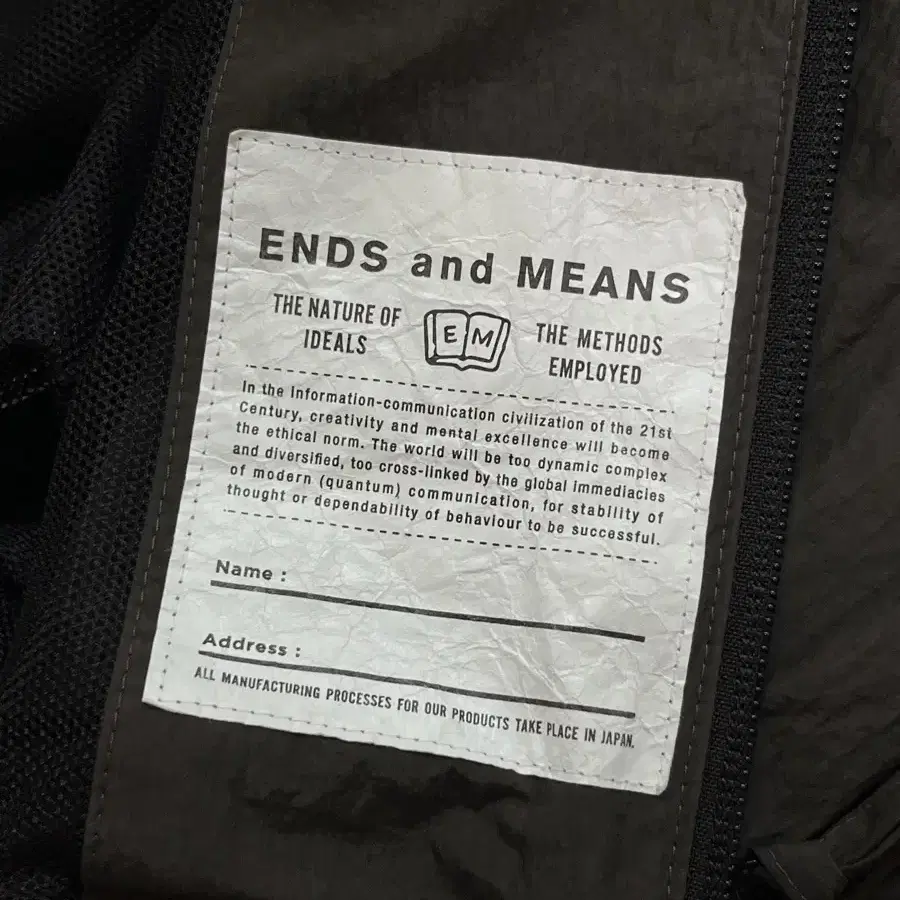 ENDS and MEANS
THE NATURE OF
IDEALS
E M
THE METHODS
EMPLOYED
In the Information-communication civilization of the 21st
Century, creativity and mental excellence will become
the ethical norm. The world will be too dynamic complex
and diversified, too cross-linked by the global immediacies
of modern (quantum) communication, for stability of
thought or dependability of behaviour to be successful.
Name :
Address :
ALL MANUFACTURING PROCESSES FOR OUR PRODUCTS TAKE PLACE IN JAPAN.